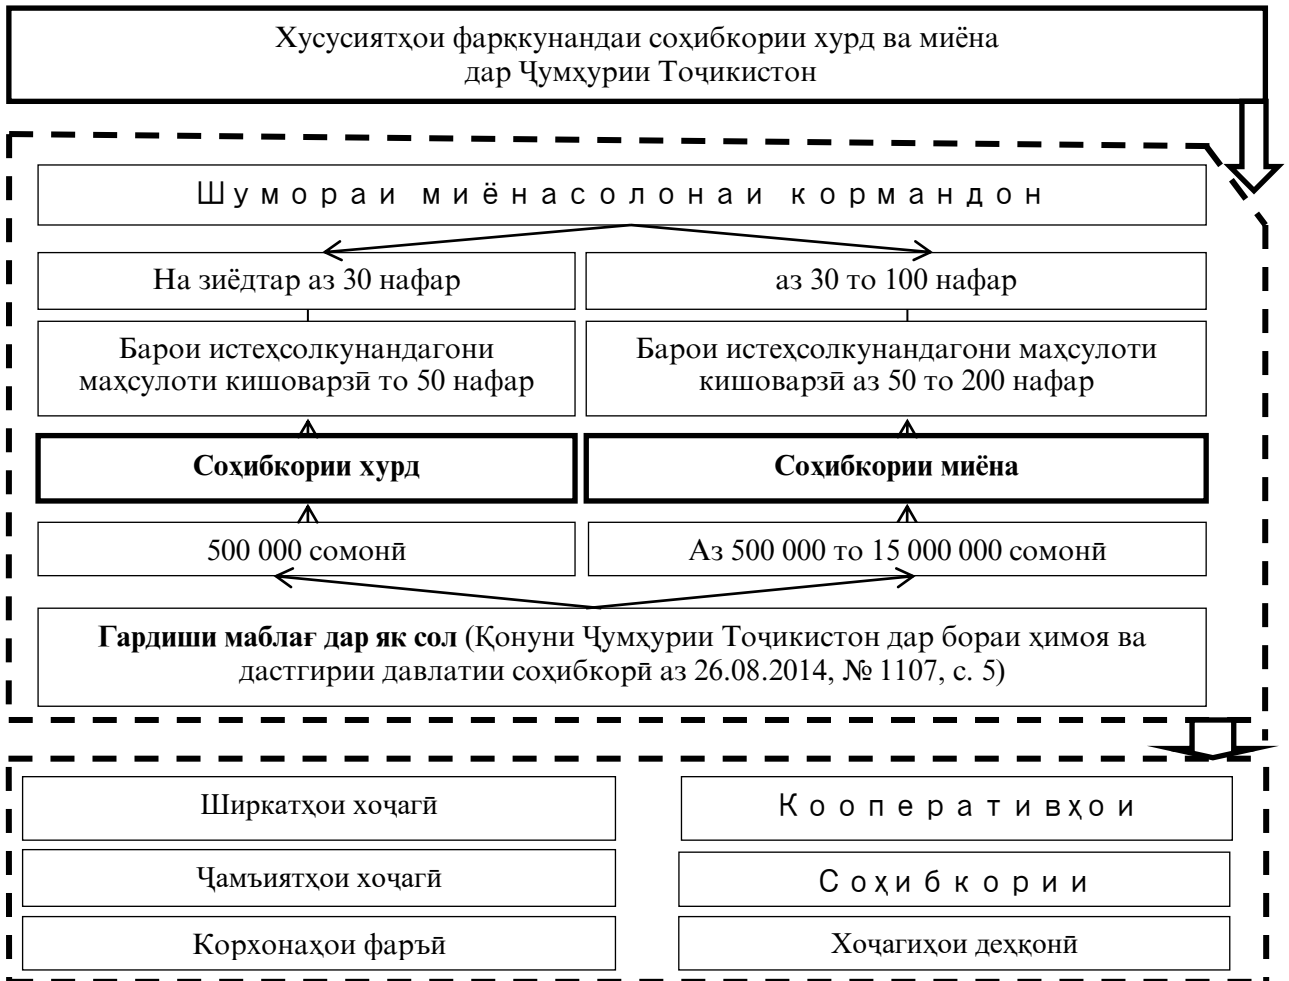 Хусусиятҳои фарққунандаи соҳибкории хурд ва миёна
дар Ҷумҳурии Тоҷикистон
Шумораи миёнасолонаи кормандон
На зиёдтар аз 30 нафар
аз 30 то 100 нафар
Барои истеҳсолкунандагони
маҳсулоти кишоварзӣ то 50 нафар
Барои истеҳсолкунандагони маҳсулоти
кишоварзӣ аз 50 то 200 нафар
Соҳибкории хурд
Соҳибкории миёна
500 000 сомонӣ
Аз 500 000 то 15 000 000 сомонӣ
Гардиши маблағ дар як сол (Қонуни Ҷумҳурии Тоҷикистон дар бораи ҳимоя ва
дастгирии давлатии соҳибкорӣ аз 26.08.2014, № 1107, с. 5)
Ширкатҳои хоҷагӣ
Кооперативҳои
Ҷамъиятҳои хоҷагӣ
Соҳибкории
Корхонаҳои фаръӣ
Хоҷагиҳои деҳқонӣ